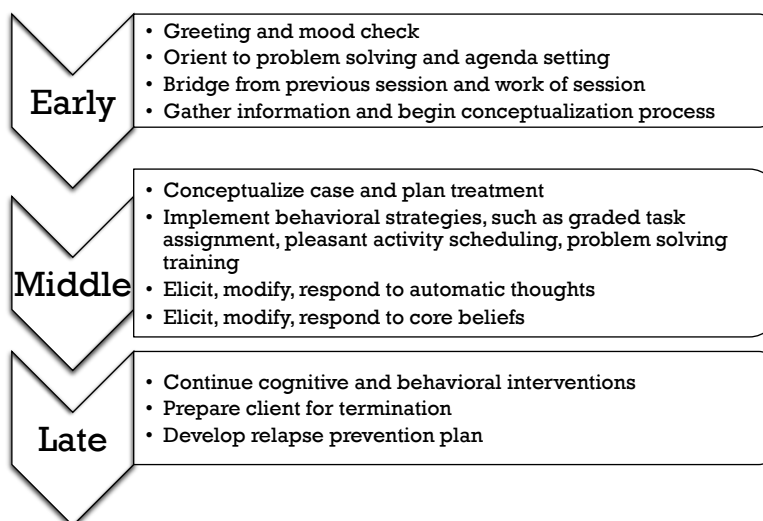 Early
• Greeting and mood check
• Orient to problem solving and agenda setting
• Bridge from previous session and work of session
• Gather information and begin conceptualization process
Middle
• Conceptualize case and plan treatment
• Implement behavioral strategies, such as graded task
assignment, pleasant activity scheduling, problem solving
training
• Elicit, modify, respond to automatic thoughts
• Elicit, modify, respond to core beliefs
Late
• Continue cognitive and behavioral interventions
• Prepare client for termination
• Develop relapse prevention plan